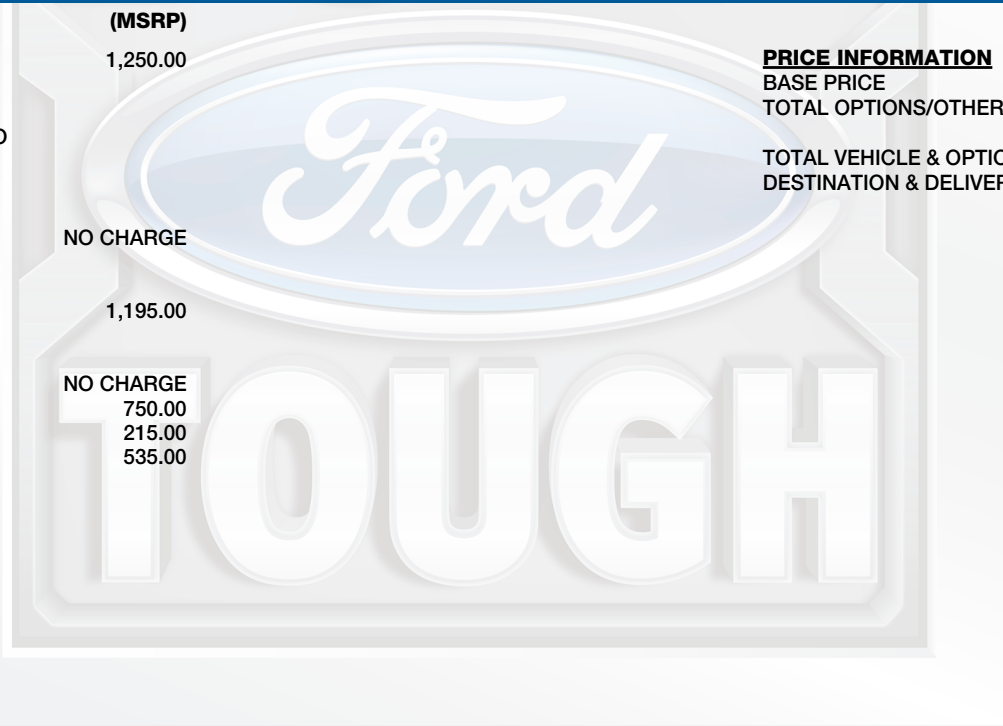 (MSRP)
1,250.00
NO CHARGE
1,195.00
NO CHARGE
750.00
215.00
535.00
PRICE INFORMATION
BASE PRICE
TOTAL OPTIONS/OTHER
TOTAL VEHICLE & OPTIO
DESTINATION & DELIVER
Ford
TOUGH